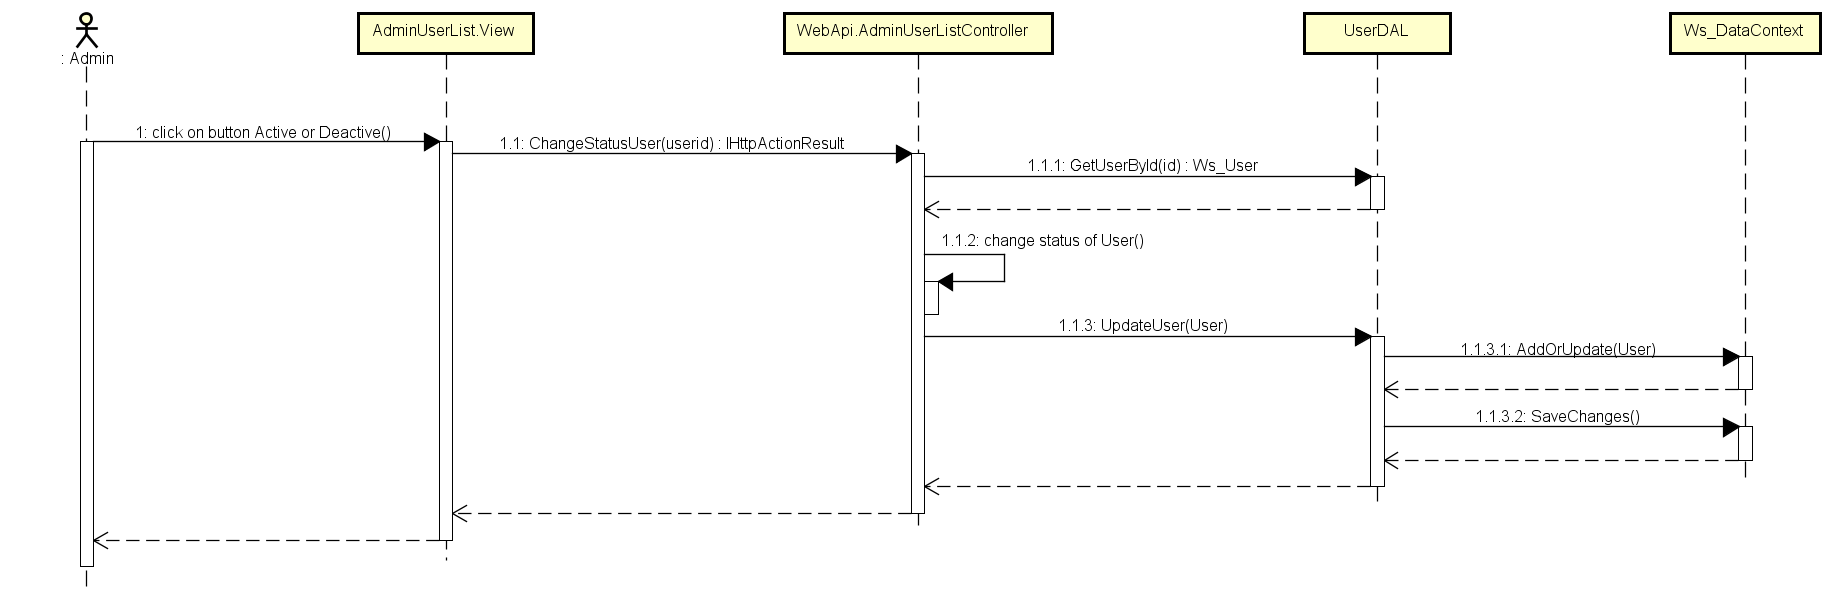 : Admin
AdminUserList.View
WebApi.AdminUserListController
UserDAL
Ws_DataContext
1: click on button Active or Deactive()
1.1: ChangeStatusUser(userid) : IHttpActionResult
1.1.1: GetUserById(id) : Ws_User
1.1.2: change status of User()
1.1.3: UpdateUser(User)
1.1.3.1: AddOrUpdate(User)
1.1.3.2: SaveChanges()